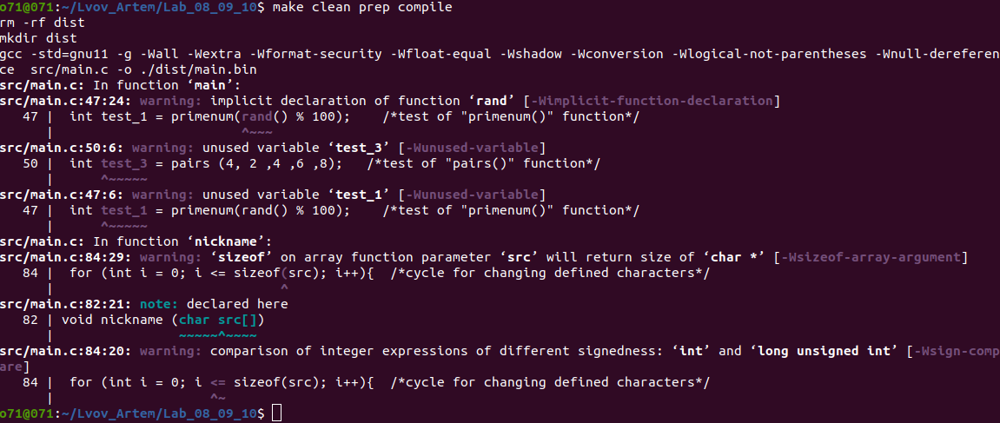 o71@071:~/Lvov_Artem/Lab_08_09_10$ make clean prep compile
rm -rf dist
mkdir dist
gcc -std=gnu11 -g -Wall -Wextra -Wformat-security -Wfloat-equal -Wshadow -Wconversion -Wlogical-not-parentheses -Wnull-dereferen
ce  src/main.c -o ./dist/main.bin
src/main.c: In function ‘main’:
src/main.c:47:24: warning: implicit declaration of function ‘rand’ [-Wimplicit-function-declaration]
   47 |  int test_1 = primenum(rand() % 100);    /*test of "primenum()" function*/
      |                        ^~~~
src/main.c:50:6: warning: unused variable ‘test_3’ [-Wunused-variable]
   50 |  int test_3 = pairs (4, 2 ,4 ,6 ,8);   /*test of "pairs()" function*/
      |      ^~~~~~
src/main.c:47:6: warning: unused variable ‘test_1’ [-Wunused-variable]
   47 |  int test_1 = primenum(rand() % 100);    /*test of "primenum()" function*/
      |      ^~~~~~
src/main.c: In function ‘nickname’:
src/main.c:84:29: warning: ‘sizeof’ on array function parameter ‘src’ will return size of ‘char *’ [-Wsizeof-array-argument]
   84 |  for (int i = 0; i <= sizeof(src); i++){  /*cycle for changing defined characters*/
      |                             ^
src/main.c:82:21: note: declared here
   82 | void nickname (char src[])
      |                ~~~~~^~~~~
src/main.c:84:20: warning: comparison of integer expressions of different signedness: ‘int’ and ‘long unsigned int’ [-Wsign-comp
are]
   84 |  for (int i = 0; i <= sizeof(src); i++){  /*cycle for changing defined characters*/
      |                    ^~
o71@071:~/Lvov_Artem/Lab_08_09_10$